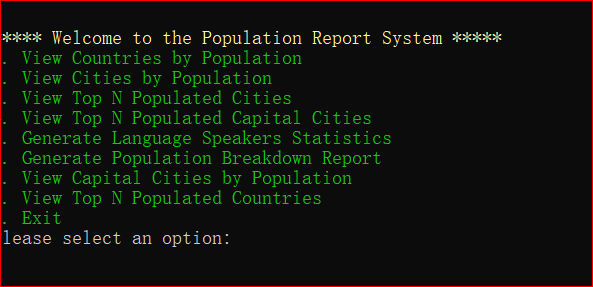 **** Welcome to the Population Report System *****
. View Countries by Population
. View Cities by Population
. View Top N Populated Cities
. View Top N Populated Capital Cities
. Generate Language Speakers Statistics
. Generate Population Breakdown Report
. View Capital Cities by Population
. View Top N Populated Countries
. Exit
lease select an option: